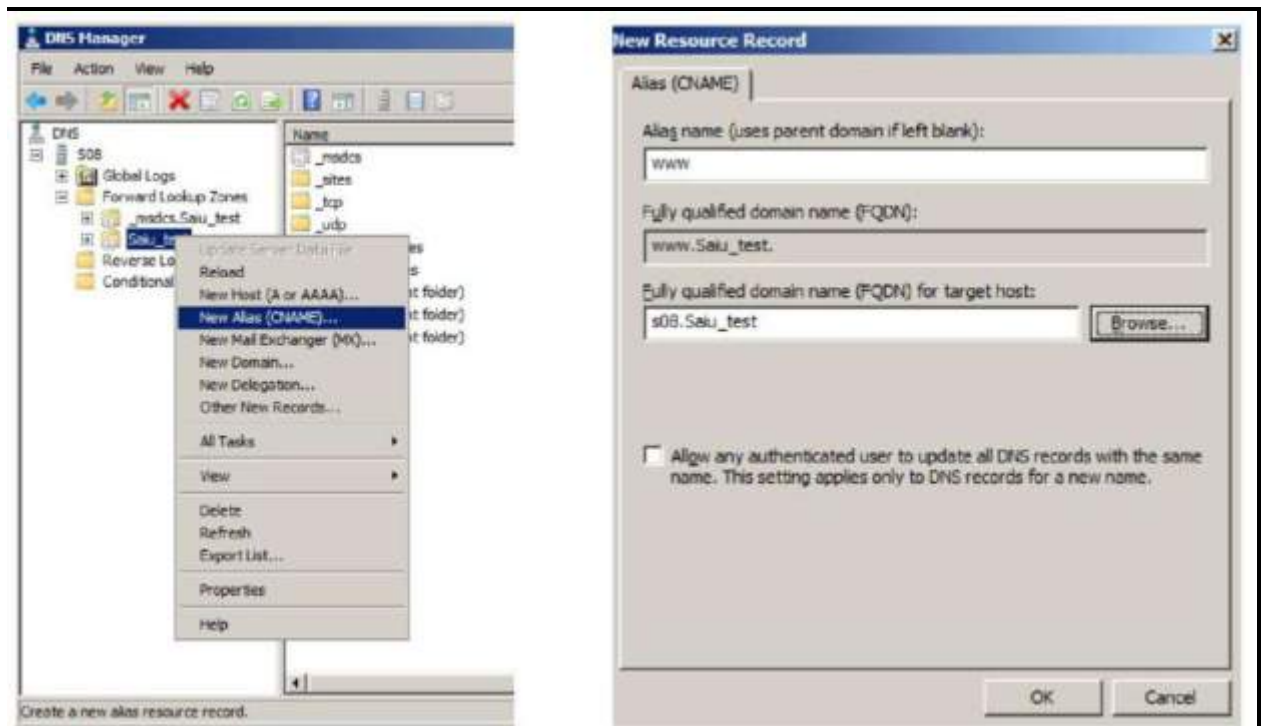 DNS Manager
File Action View Help
DNS
S08
Global Logs
Forward Lookup Zones
_msdcs.Saiu_test
Saiu_te
Reverse Lo
Conditional
Name
_msdcs
_sites
_tcp
_udp
es
s
t folder)
t folder)
t folder)
Update Server Data File
Reload
New Host (A or AAAA)...
New Alias (CNAME)...
New Mail Exchanger (MX)...
New Domain...
New Delegation...
Other New Records...
All Tasks
View
Delete
Refresh
Export List...
Properties
Help
Create a new alias resource record.
New Resource Record
Alias (CNAME)
Alias name (uses parent domain if left blank):
www
Fully qualified domain name (FQDN):
www.Saiu_test.
Fully qualified domain name (FQDN) for target host:
s08.Saiu_test
Browse...
Allow any authenticated user to update all DNS records with the same
name. This setting applies only to DNS records for a new name.
OK Cancel